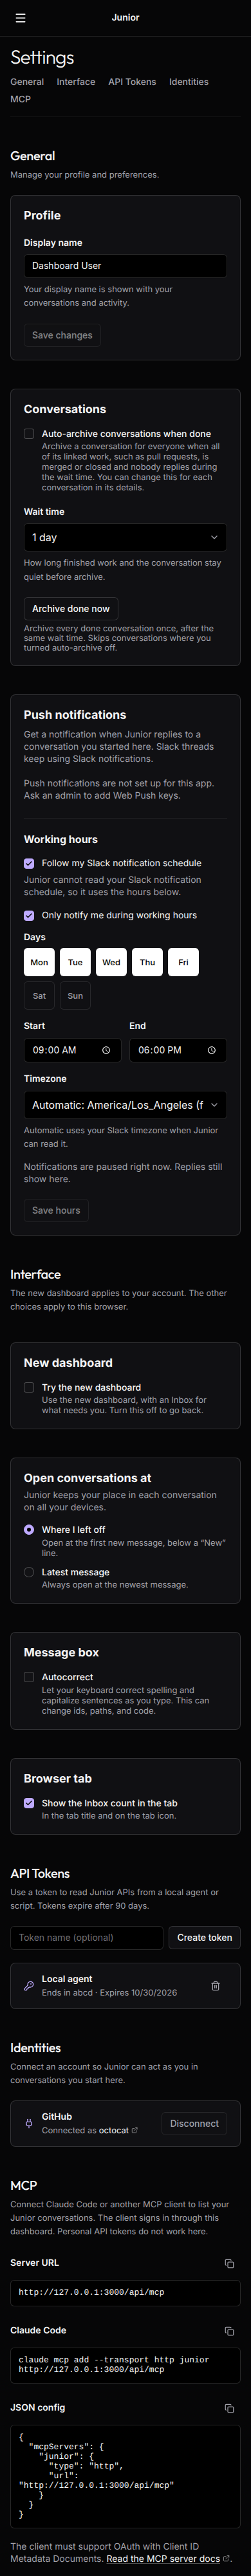 Junior
Settings
General Interface API Tokens Identities
MCP
General
Manage your profile and preferences.
Profile
Display name
Dashboard User
Your display name is shown with your
conversations and activity.
Save changes
Conversations
Auto-archive conversations when done
Archive a conversation for everyone when all
of its linked work, such as pull requests, is
merged or closed and nobody replies during
the wait time. You can change this for each
conversation in its details.
Wait time
1 day
How long finished work and the conversation stay
quiet before archive.
Archive done now
Archive every done conversation once, after the
same wait time. Skips conversations where you
turned auto-archive off.
Push notifications
Get a notification when Junior replies to a
conversation you started here. Slack threads
keep using Slack notifications.
Push notifications are not set up for this app.
Ask an admin to add Web Push keys.
Working hours
Follow my Slack notification schedule
Junior cannot read your Slack notification
schedule, so it uses the hours below.
Only notify me during working hours
Days
Mon Tue Wed Thu Fri
Sat Sun
Start End
09:00 AM 06:00 PM
Timezone
Automatic: America/Los_Angeles (f
Automatic uses your Slack timezone when Junior
can read it.
Notifications are paused right now. Replies still
show here.
Save hours
Interface
The new dashboard applies to your account. The other
choices apply to this browser.
New dashboard
Try the new dashboard
Use the new dashboard, with an Inbox for
what needs you. Turn this off to go back.
Open conversations at
Junior keeps your place in each conversation
on all your devices.
Where I left off
Open at the first new message, below a "New"
line.
Latest message
Always open at the newest message.
Message box
Autocorrect
Let your keyboard correct spelling and
capitalize sentences as you type. This can
change ids, paths, and code.
Browser tab
Show the Inbox count in the tab
In the tab title and on the tab icon.
API Tokens
Use a token to read Junior APIs from a local agent or
script. Tokens expire after 90 days.
Token name (optional) Create token
Local agent
Ends in abcd · Expires 10/30/2026
Identities
Connect an account so Junior can act as you in
conversations you start here.
GitHub
Connected as octocat
Disconnect
MCP
Connect Claude Code or another MCP client to list your
Junior conversations. The client signs in through this
dashboard. Personal API tokens do not work here.
Server URL
http://127.0.0.1:3000/api/mcp
Claude Code
claude mcp add --transport http junior
http://127.0.0.1:3000/api/mcp
JSON config
{
"mcpServers": {
"junior": {
"type": "http",
"url":
"http://127.0.0.1:3000/api/mcp"
}
}
}
The client must support OAuth with Client ID
Metadata Documents. Read the MCP server docs.